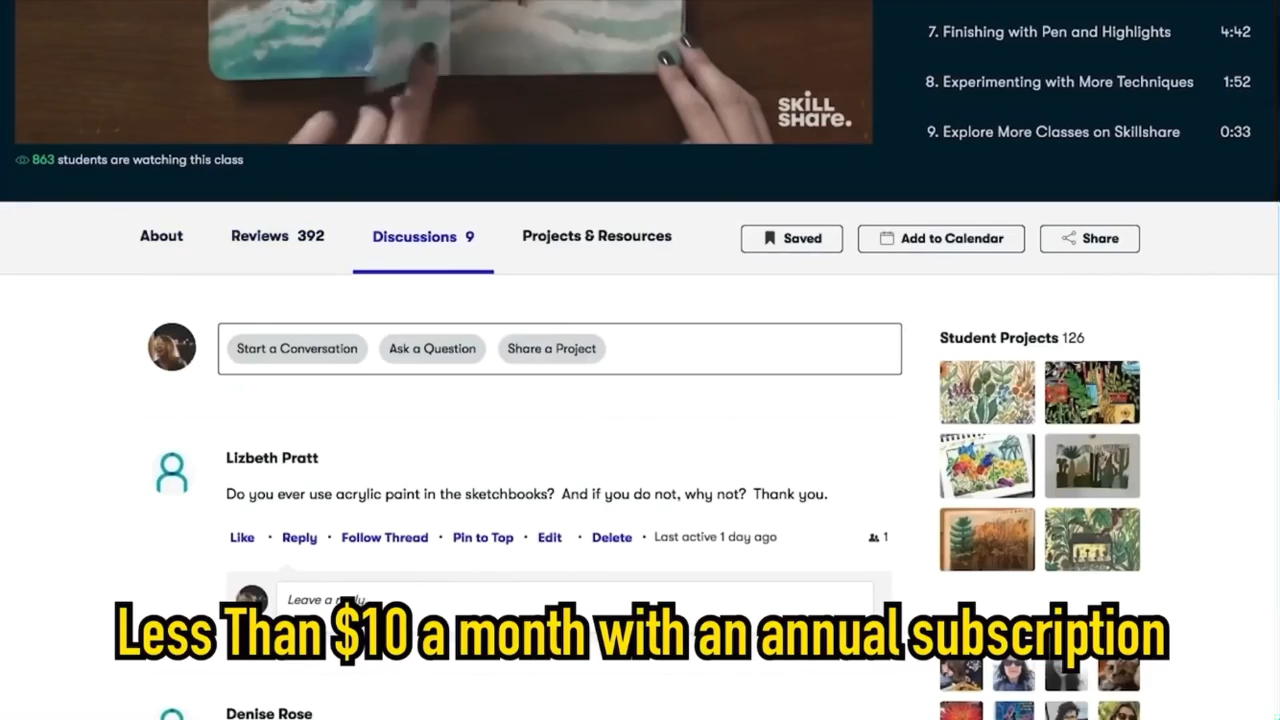 7. Finishing with Pen and Highlights 4:42
8. Experimenting with More Techniques 1:52
9. Explore More Classes on Skillshare 0:33
SKILL
SHARE.
863 students are watching this class
About Reviews 392 Discussions 9 Projects & Resources Saved Add to Calendar Share
Start a Conversation Ask a Question Share a Project
Student Projects 126
Lizbeth Pratt
Do you ever use acrylic paint in the sketchbooks? And if you do not, why not? Thank you.
Like · Reply · Follow Thread · Pin to Top · Edit · Delete · Last active 1 day ago 1
Leave a reply
Less Than $10 a month with an annual subscription
Denise Rose